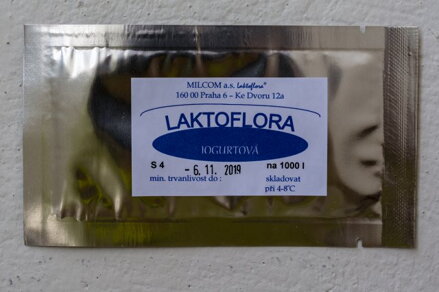 MILCOM a.s. Laktoflora®
160 00 Praha 6 – Ke Dvoru 12a
LAKTOFLORA
JOGURTOVÁ
S 4 - 6. 11. 2019 na 1000 l
min. trvanlivost do : skladovat
při 4-8°C